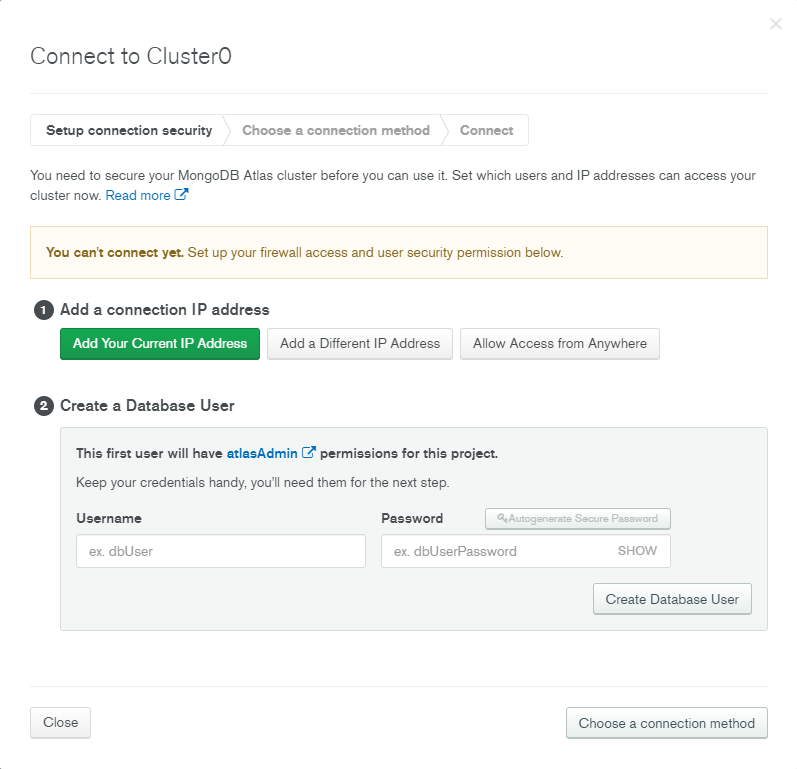 Connect to Cluster0
Setup connection security
Choose a connection method
Connect
You need to secure your MongoDB Atlas cluster before you can use it. Set which users and IP addresses can access your
cluster now. Read more
You can't connect yet. Set up your firewall access and user security permission below.
1 Add a connection IP address
Add Your Current IP Address
Add a Different IP Address
Allow Access from Anywhere
2 Create a Database User
This first user will have atlasAdmin permissions for this project.
Keep your credentials handy, you'll need them for the next step.
Username
Password
Autogenerate Secure Password
ex. dbUser
ex. dbUserPassword
SHOW
Create Database User
Close
Choose a connection method